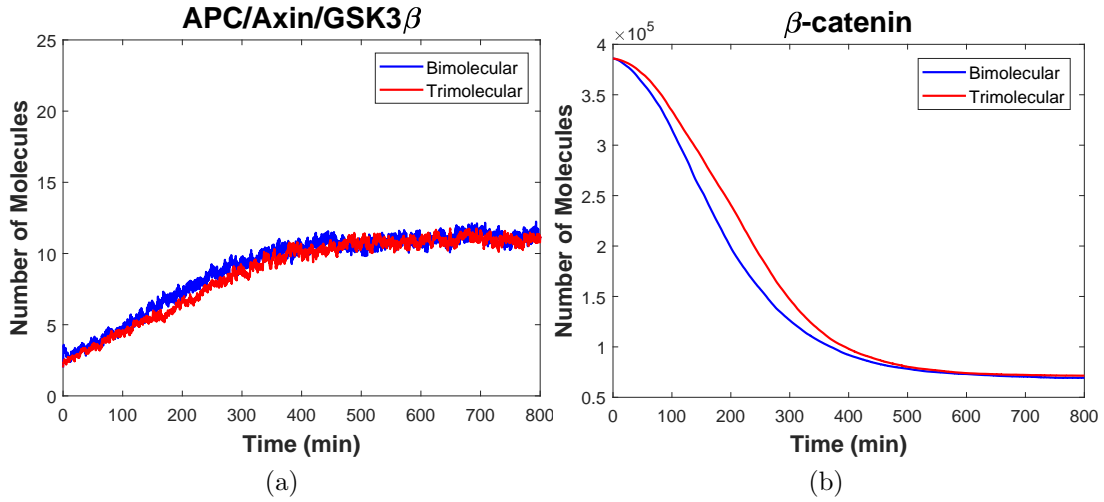 APC/Axin/GSK3β
25
20
15
10
5
0
Number of Molecules
Bimolecular
Trimolecular
0 100 200 300 400 500 600 700 800
Time (min)
(a)
β-catenin
×10⁵
4
3.5
3
2.5
2
1.5
1
0.5
Number of Molecules
Bimolecular
Trimolecular
0 100 200 300 400 500 600 700 800
Time (min)
(b)